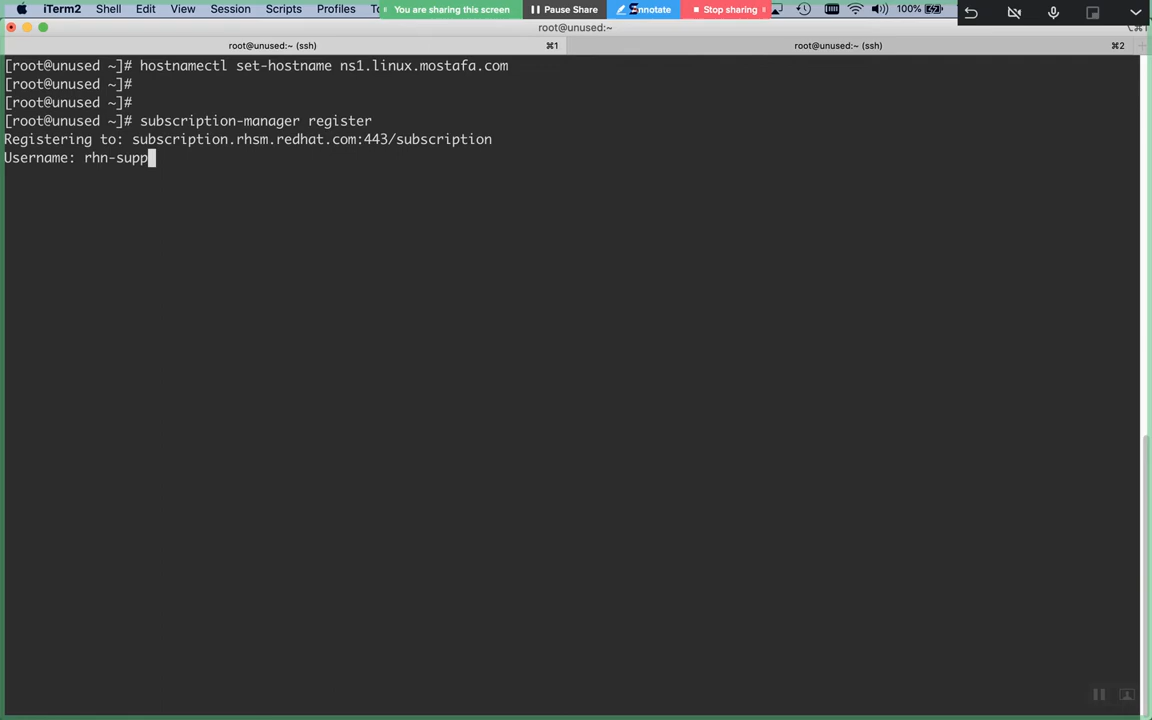 iTerm2 Shell Edit View Session Scripts Profiles
You are sharing this screen
Pause Share
Stop sharing
100%
root@unused:~
root@unused:~ (ssh) ⌘1
root@unused:~ (ssh) ⌘2
[root@unused ~]# hostnamectl set-hostname ns1.linux.mostafa.com
[root@unused ~]#
[root@unused ~]#
[root@unused ~]# subscription-manager register
Registering to: subscription.rhsm.redhat.com:443/subscription
Username: rhn-supp